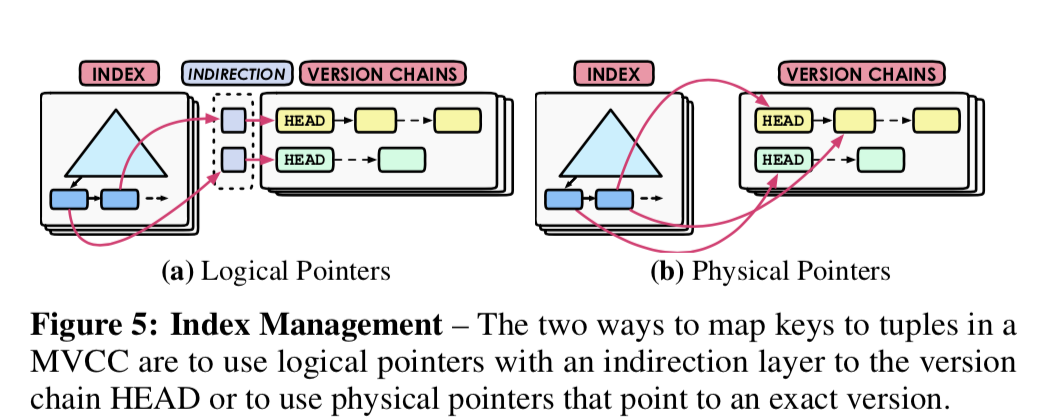 INDEX INDIRECTION VERSION CHAINS
HEAD
HEAD
(a) Logical Pointers
INDEX VERSION CHAINS
HEAD
HEAD
(b) Physical Pointers
Figure 5: Index Management – The two ways to map keys to tuples in a
MVCC are to use logical pointers with an indirection layer to the version
chain HEAD or to use physical pointers that point to an exact version.